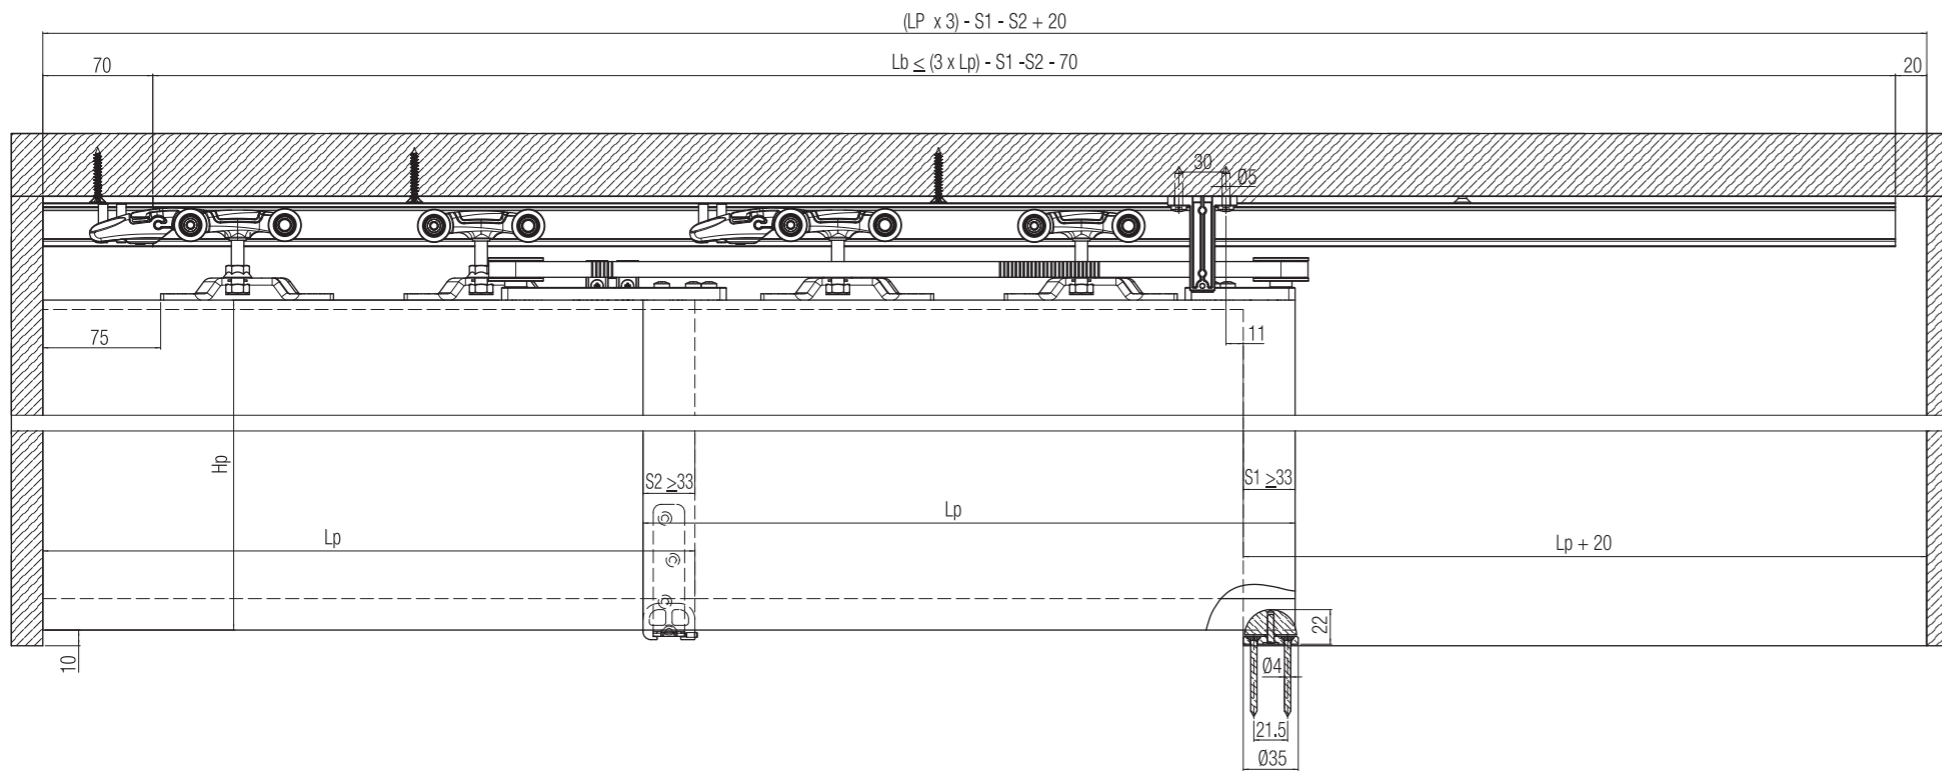 (LP x 3) - S1 - S2 + 20
70
Lb ≤ (3 x Lp) - S1 -S2 - 70
20
30
Ø5
75
11
Hp
S2 ≥33
S1 ≥33
Lp
Lp
Lp + 20
10
22
Ø4
21.5
Ø35